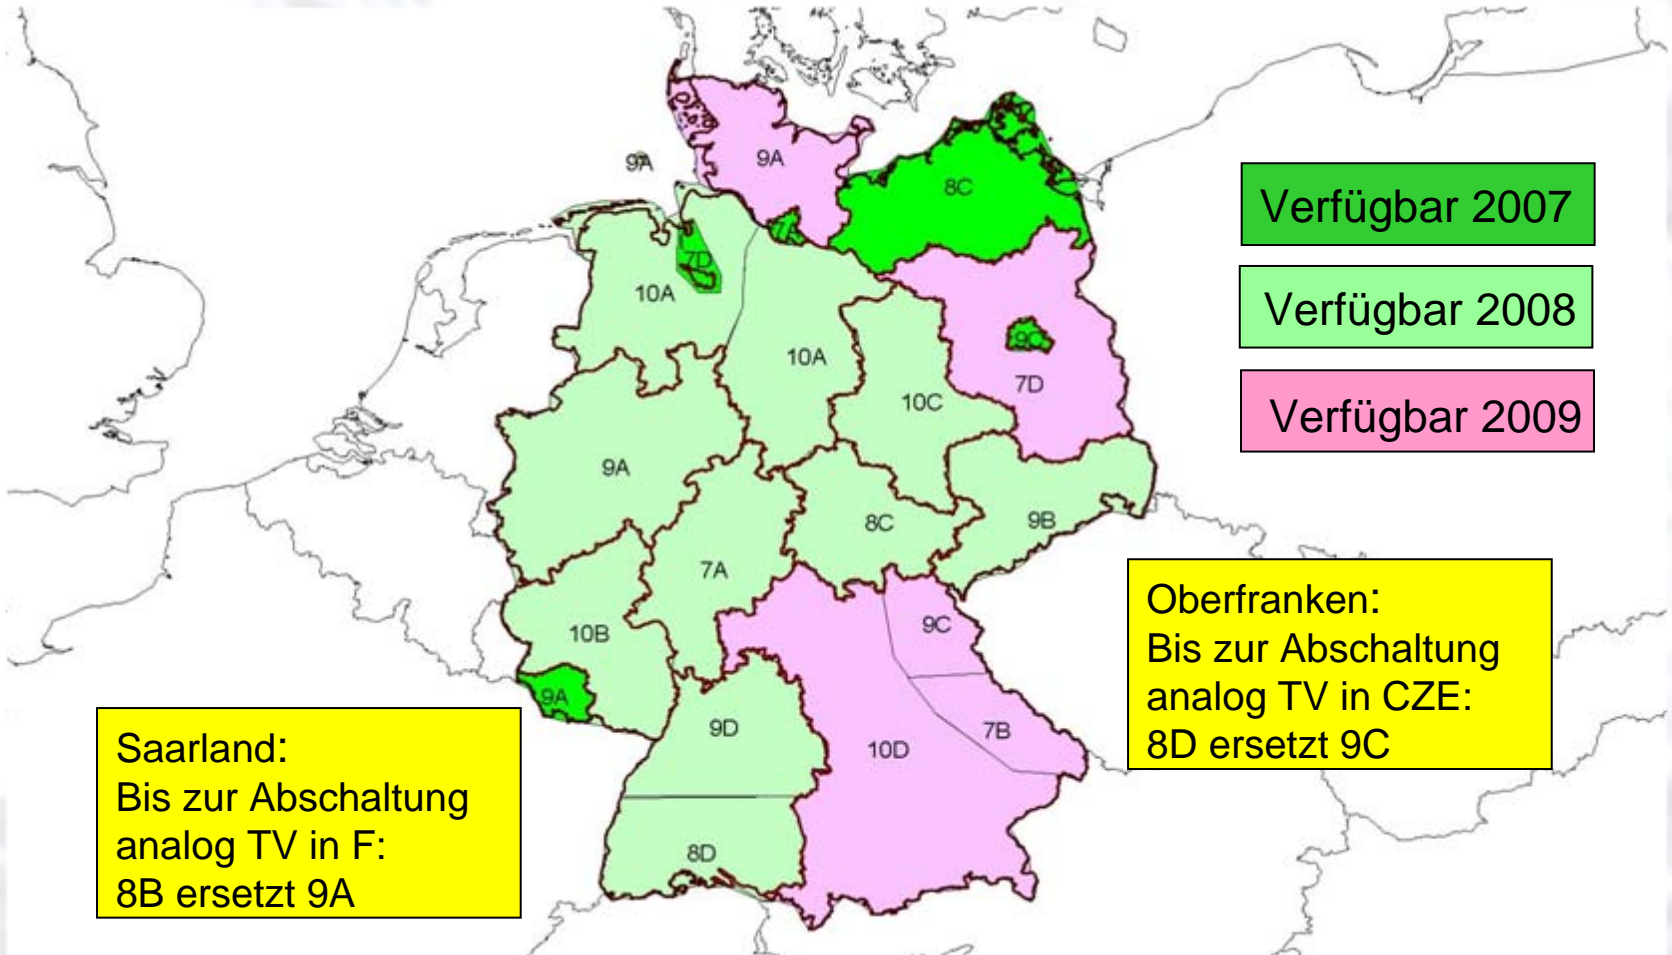 9A
9A
8C
Verfügbar 2007
7D
10A
Verfügbar 2008
9C
10A
7D
10C
Verfügbar 2009
9A
8C
9B
7A
Oberfranken:
Bis zur Abschaltung
analog TV in CZE:
8D ersetzt 9C
9C
10B
9A
9D
7B
10D
Saarland:
Bis zur Abschaltung
analog TV in F:
8B ersetzt 9A
8D